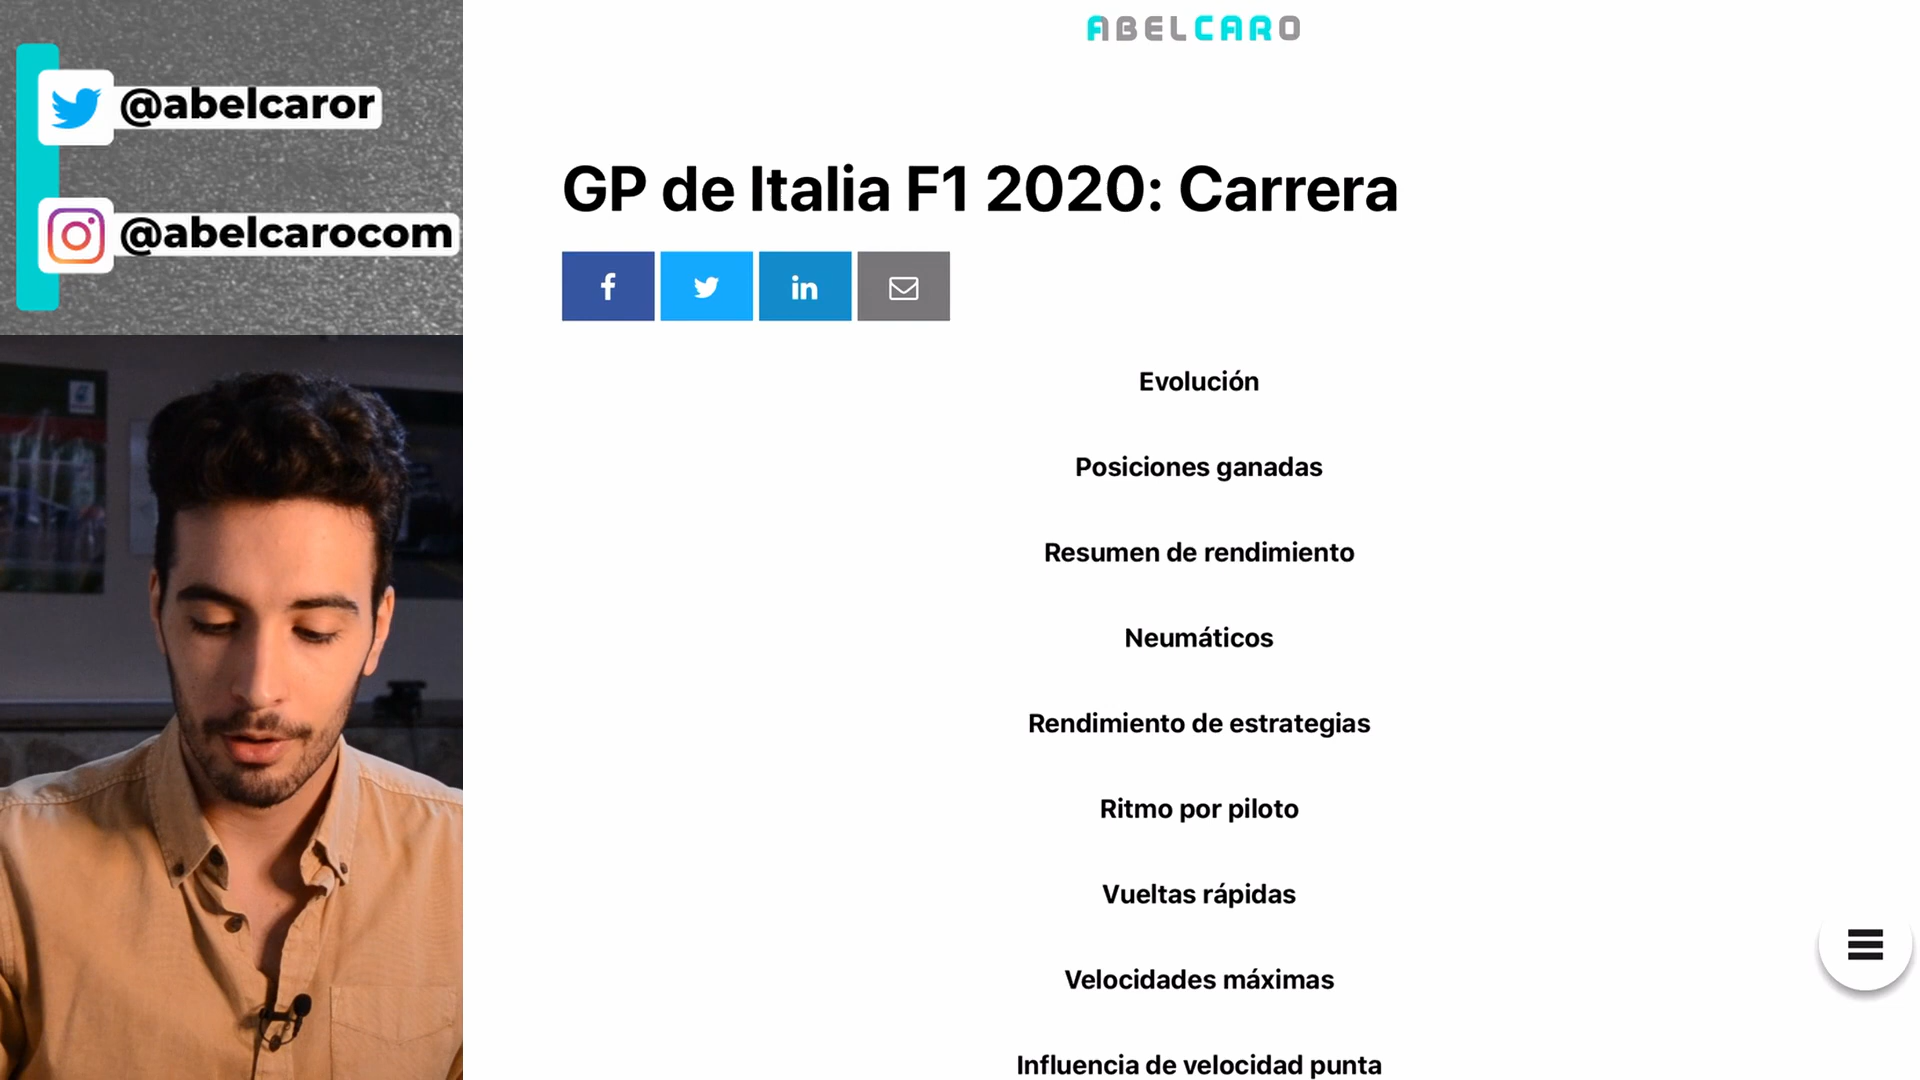 @abelcaror
@abelcarocom
ABELCARO
GP de Italia F1 2020: Carrera
f
in
Evolución
Posiciones ganadas
Resumen de rendimiento
Neumáticos
Rendimiento de estrategias
Ritmo por piloto
Vueltas rápidas
Velocidades máximas
Influencia de velocidad punta